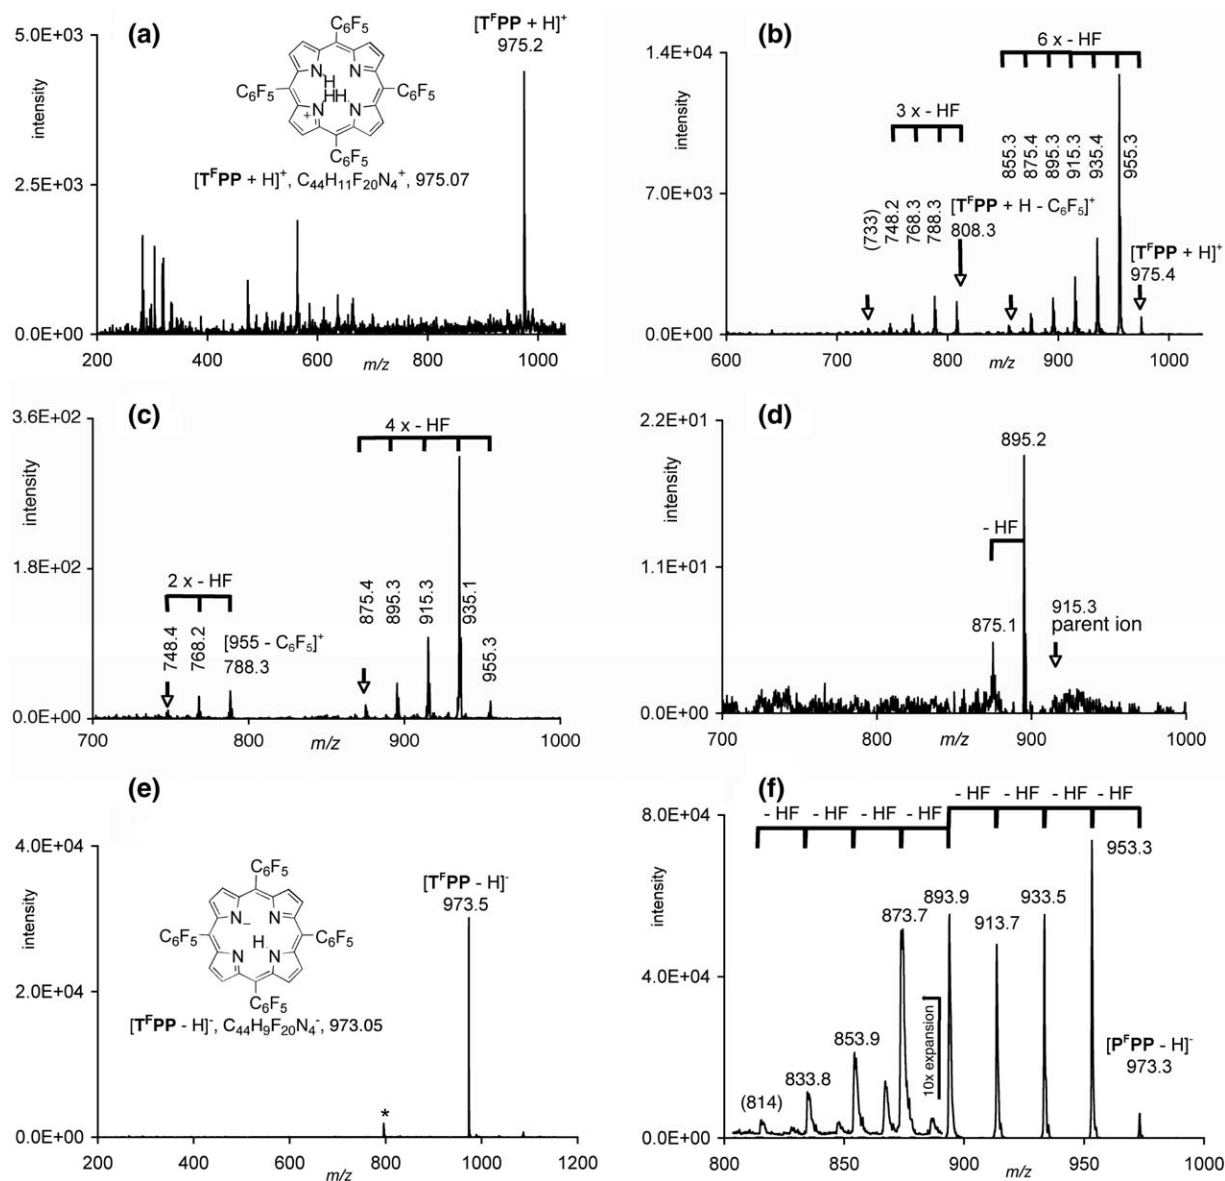 (a)
5.0E+03
2.5E+03
0.0E+00
intensity
C6F5
C6F5
C6F5
C6F5
N
N
N
N
H
HH
+
[TFPP + H]+
975.2
[TFPP + H]+, C44H11F20N4+, 975.07
200
400
600
800
1000
m/z
(b)
1.4E+04
7.0E+03
0.0E+00
intensity
6 x - HF
3 x - HF
855.3
875.4
895.3
915.3
935.4
955.3
(733)
748.2
768.3
788.3
[TFPP + H - C6F5]+
808.3
[TFPP + H]+
975.4
600
700
800
900
1000
m/z
(c)
3.6E+02
1.8E+02
0.0E+00
intensity
4 x - HF
2 x - HF
748.4
768.2
[955 - C6F5]+
788.3
875.4
895.3
915.3
935.1
955.3
700
800
900
1000
m/z
(d)
2.2E+01
1.1E+01
0.0E+00
intensity
895.2
- HF
875.1
915.3
parent ion
700
800
900
1000
m/z
(e)
4.0E+04
2.0E+04
0.0E+00
intensity
C6F5
C6F5
C6F5
C6F5
N
N
N
N
–
H
[TFPP - H]-
973.5
[TFPP - H]-, C44H9F20N4-, 973.05
*
200
400
600
800
1000
1200
m/z
(f)
8.0E+04
4.0E+04
0.0E+00
intensity
- HF
- HF
- HF
- HF
- HF
- HF
- HF
- HF
(814)
833.8
853.9
873.7
893.9
913.7
933.5
953.3
10x expansion
[PFPP - H]-
973.3
800
850
900
950
1000
m/z